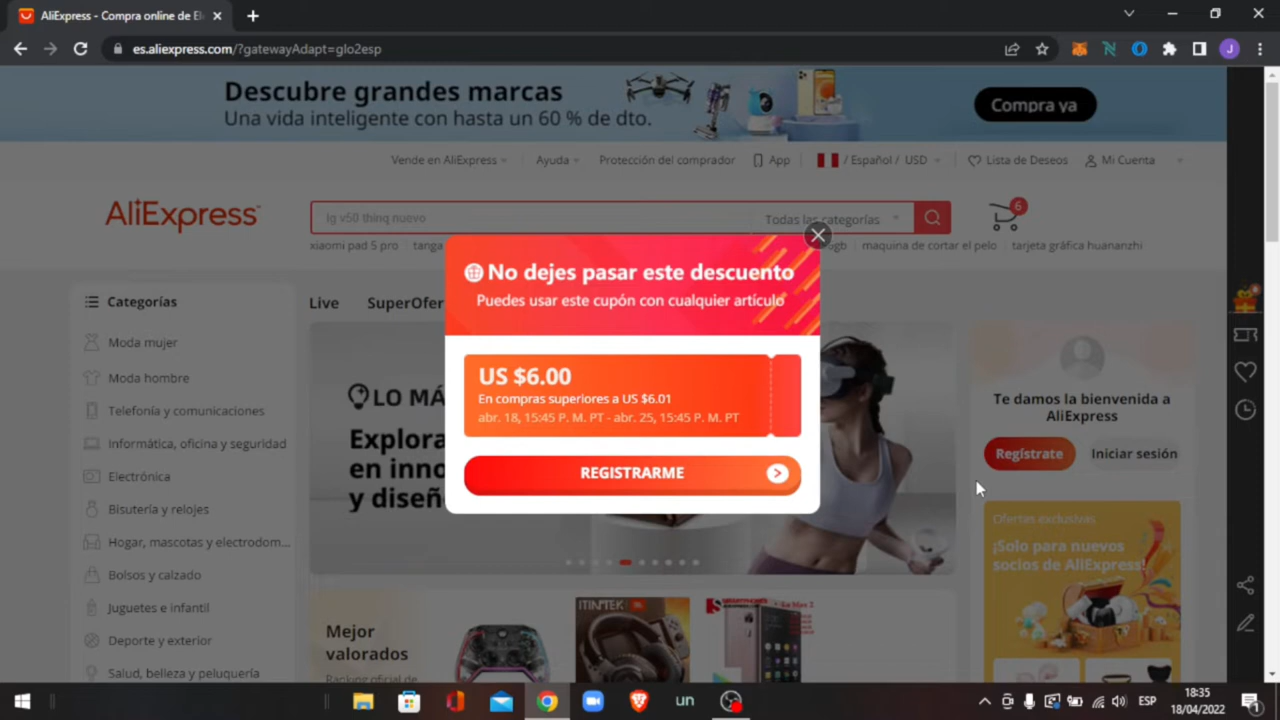 AliExpress - Compra online de El
es.aliexpress.com/?gatewayAdapt=glo2esp
J
Descubre grandes marcas
Una vida inteligente con hasta un 60 % de dto.
Compra ya
Vende en AliExpress
Ayuda
Protección del comprador
App
/ Español / USD
Lista de Deseos
Mi Cuenta
AliExpress
lg v50 thinq nuevo
Todas las categorías
6
xiaomi pad 5 pro
tanga
maquina de cortar el pelo
tarjeta gráfica huananzhi
No dejes pasar este descuento
Puedes usar este cupón con cualquier artículo
US $6.00
En compras superiores a US $6.01
abr. 18, 15:45 P. M. PT - abr. 25, 15:45 P. M. PT
REGISTRARME
Categorías
Live
SuperOfer
Moda mujer
Moda hombre
Telefonía y comunicaciones
Informática, oficina y seguridad
Electrónica
Bisutería y relojes
Hogar, mascotas y electrodom...
Bolsos y calzado
Juguetes e infantil
Deporte y exterior
Salud, belleza y peluquería
LO MÁ
Explora
en inno
y diseñ
Te damos la bienvenida a
AliExpress
Regístrate
Iniciar sesión
Ofertas exclusivas
¡Solo para nuevos
socios de AliExpress!
Mejor
valorados
Ranking oficial de
un
ESP
18:35
18/04/2022
1